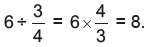 6 ÷ 3/4 = 6 × 4/3 = 8.